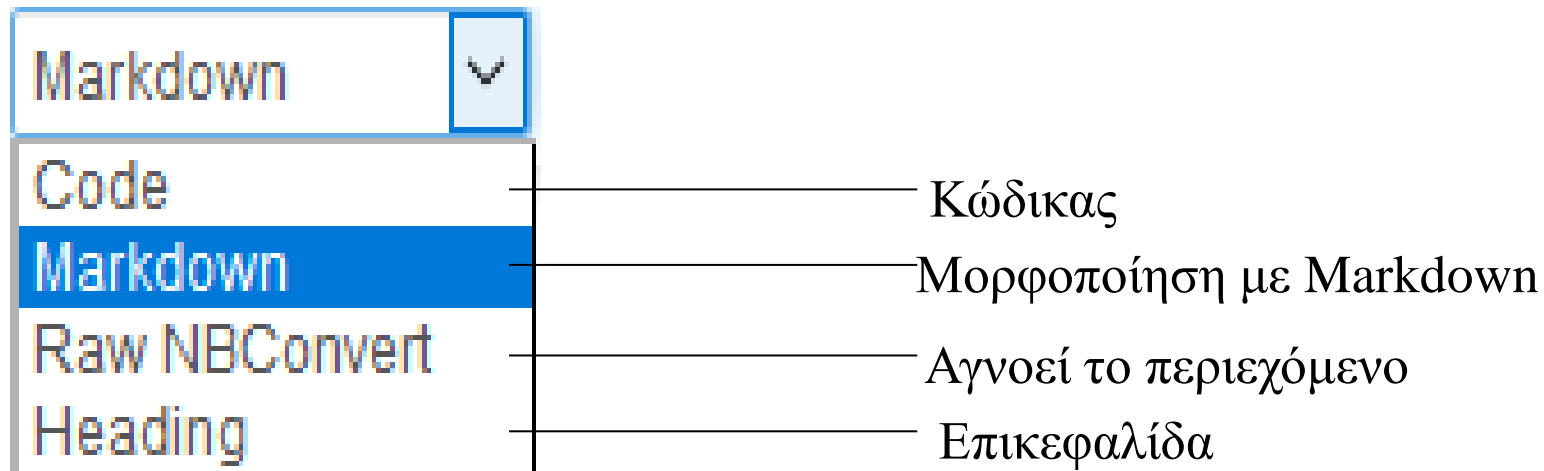 Markdown
Code Κώδικας
Markdown Μορφοποίηση με Markdown
Raw NBConvert Αγνοεί το περιεχόμενο
Heading Επικεφαλίδα